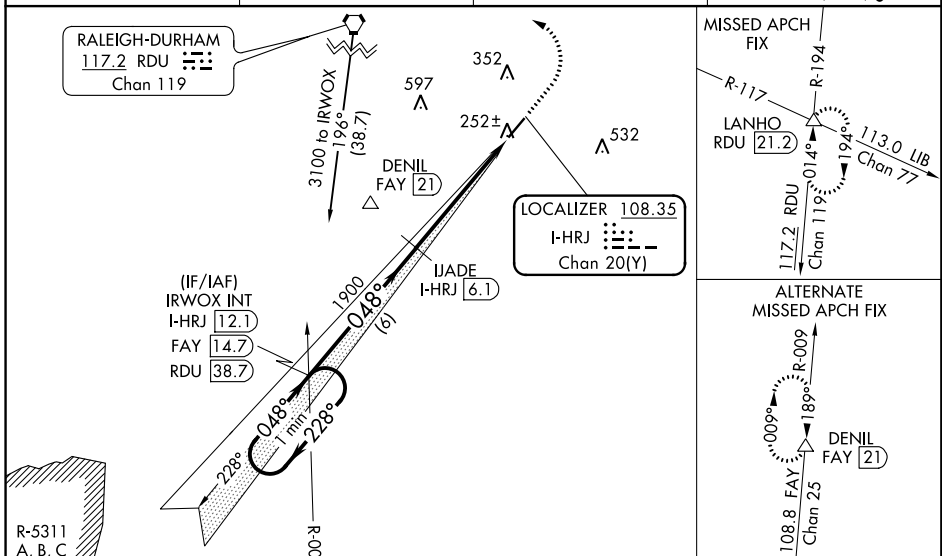 RALEIGH-DURHAM
117.2 RDU
Chan 119
3100 to IRWOX
196°
(38.7)
597
352
252±
532
DENIL
FAY 21
LOCALIZER 108.35
I-HRJ
Chan 20(Y)
IJADE
I-HRJ 6.1
1900
048°
(6)
(IF/IAF)
IRWOX INT
I-HRJ 12.1
FAY 14.7
RDU 38.7
048°
1 min
228°
228°
R-5311
A, B, C
MISSED APCH
FIX
R-194
R-117
LANHO
RDU 21.2
014°
194°
113.0 LIB
Chan 77
117.2 RDU
Chan 119
ALTERNATE
MISSED APCH FIX
R-009
009°
189°
DENIL
FAY 21
108.8 FAY
Chan 25